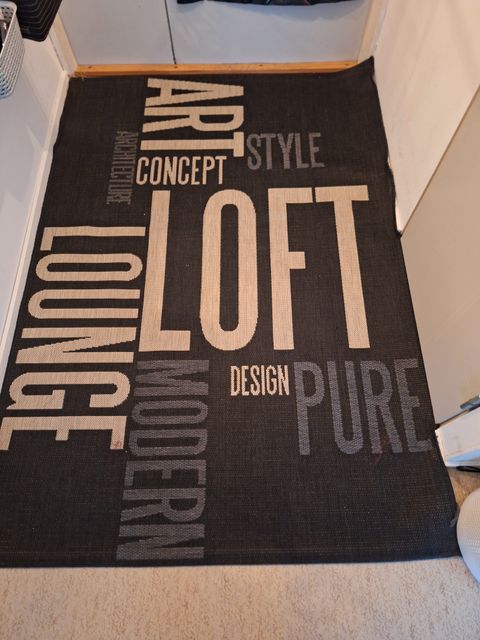 ART
ARCHITECTURE
CONCEPT
STYLE
LOFT
LOUNGE
DESIGN
PURE
MODERN